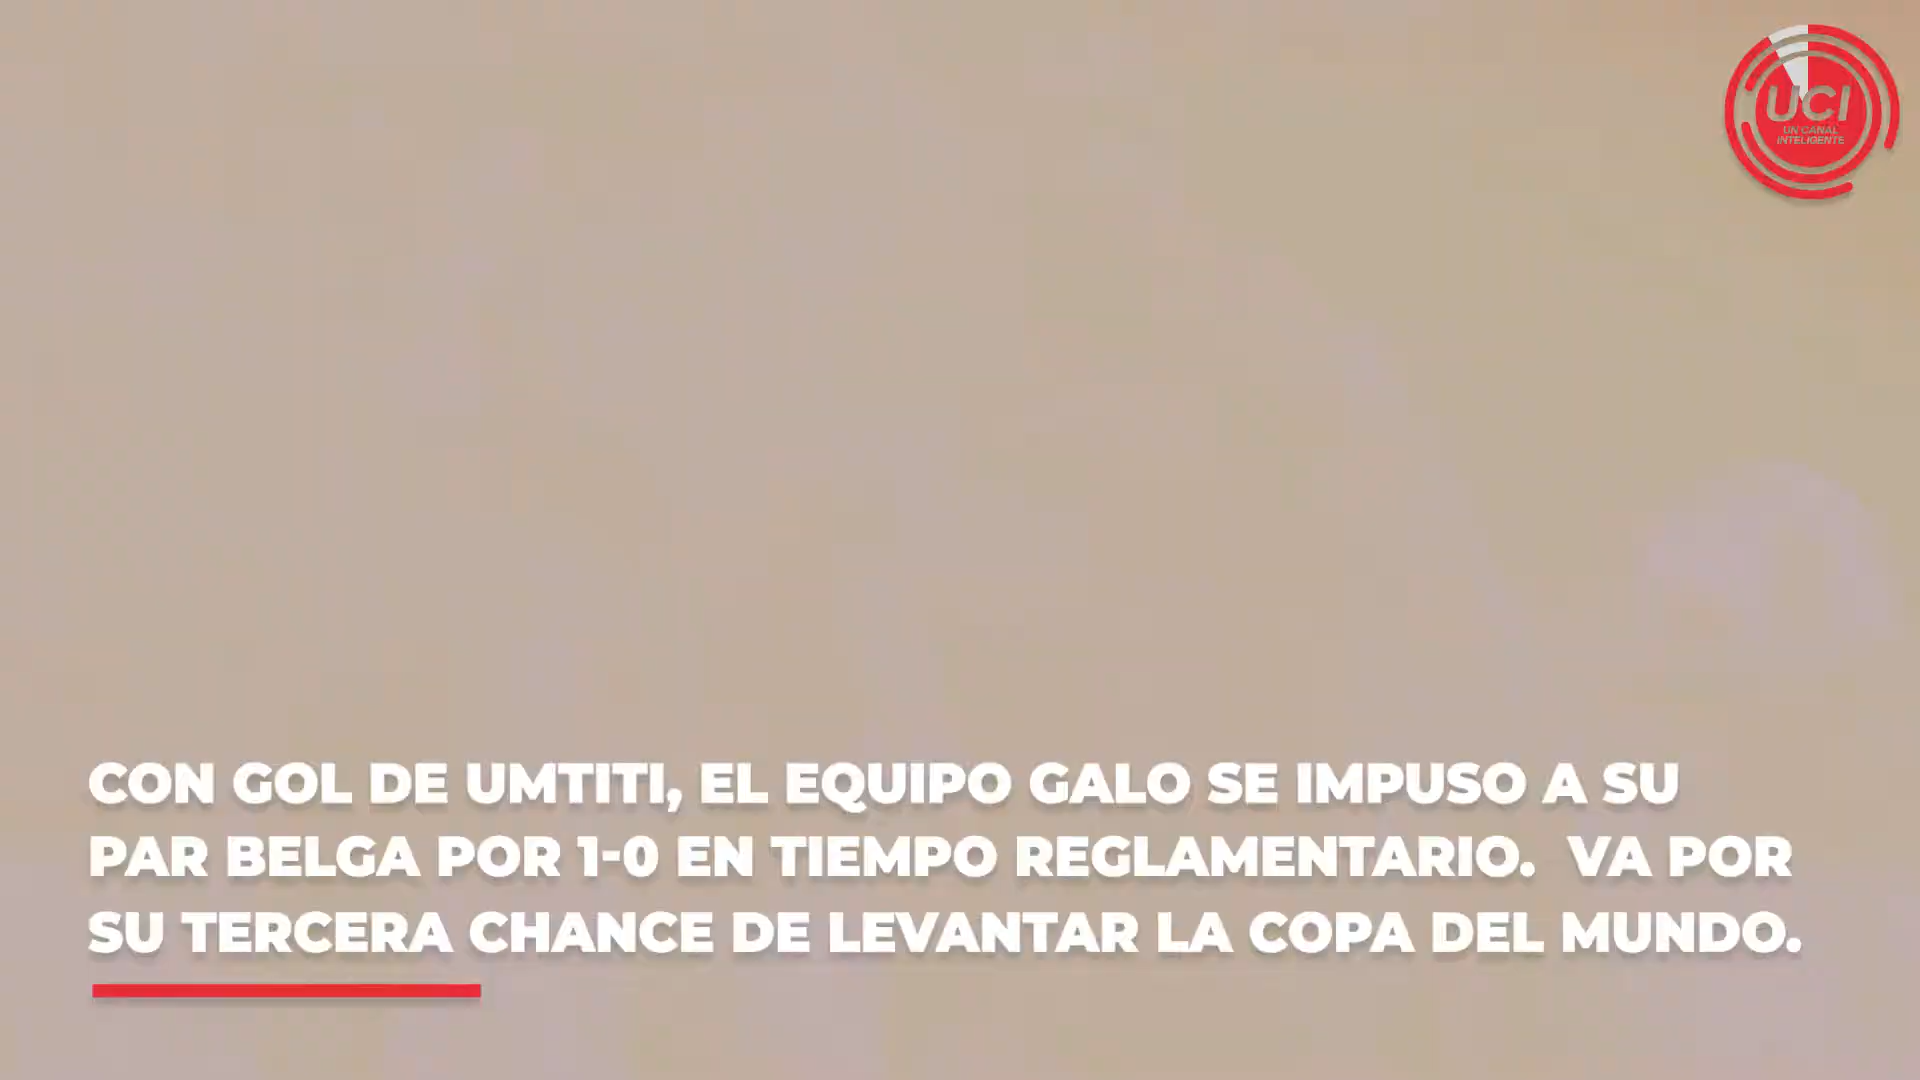 UCI
UN CANAL
INTELIGENTE
CON GOL DE UMTITI, EL EQUIPO GALO SE IMPUSO A SU
PAR BELGA POR 1-0 EN TIEMPO REGLAMENTARIO.  VA POR
SU TERCERA CHANCE DE LEVANTAR LA COPA DEL MUNDO.